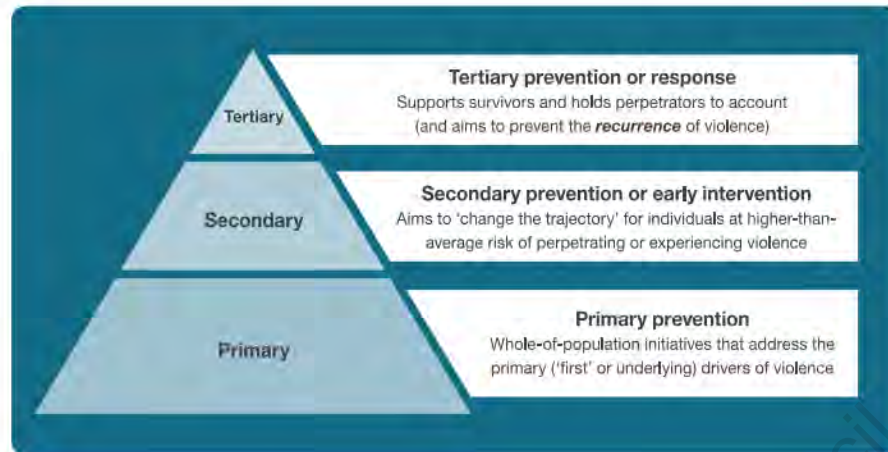 Tertiary
Tertiary prevention or response
Supports survivors and holds perpetrators to account
(and aims to prevent the recurrence of violence)
Secondary
Secondary prevention or early intervention
Aims to ‘change the trajectory’ for individuals at higher-than-
average risk of perpetrating or experiencing violence
Primary
Primary prevention
Whole-of-population initiatives that address the
primary (‘first’ or underlying) drivers of violence